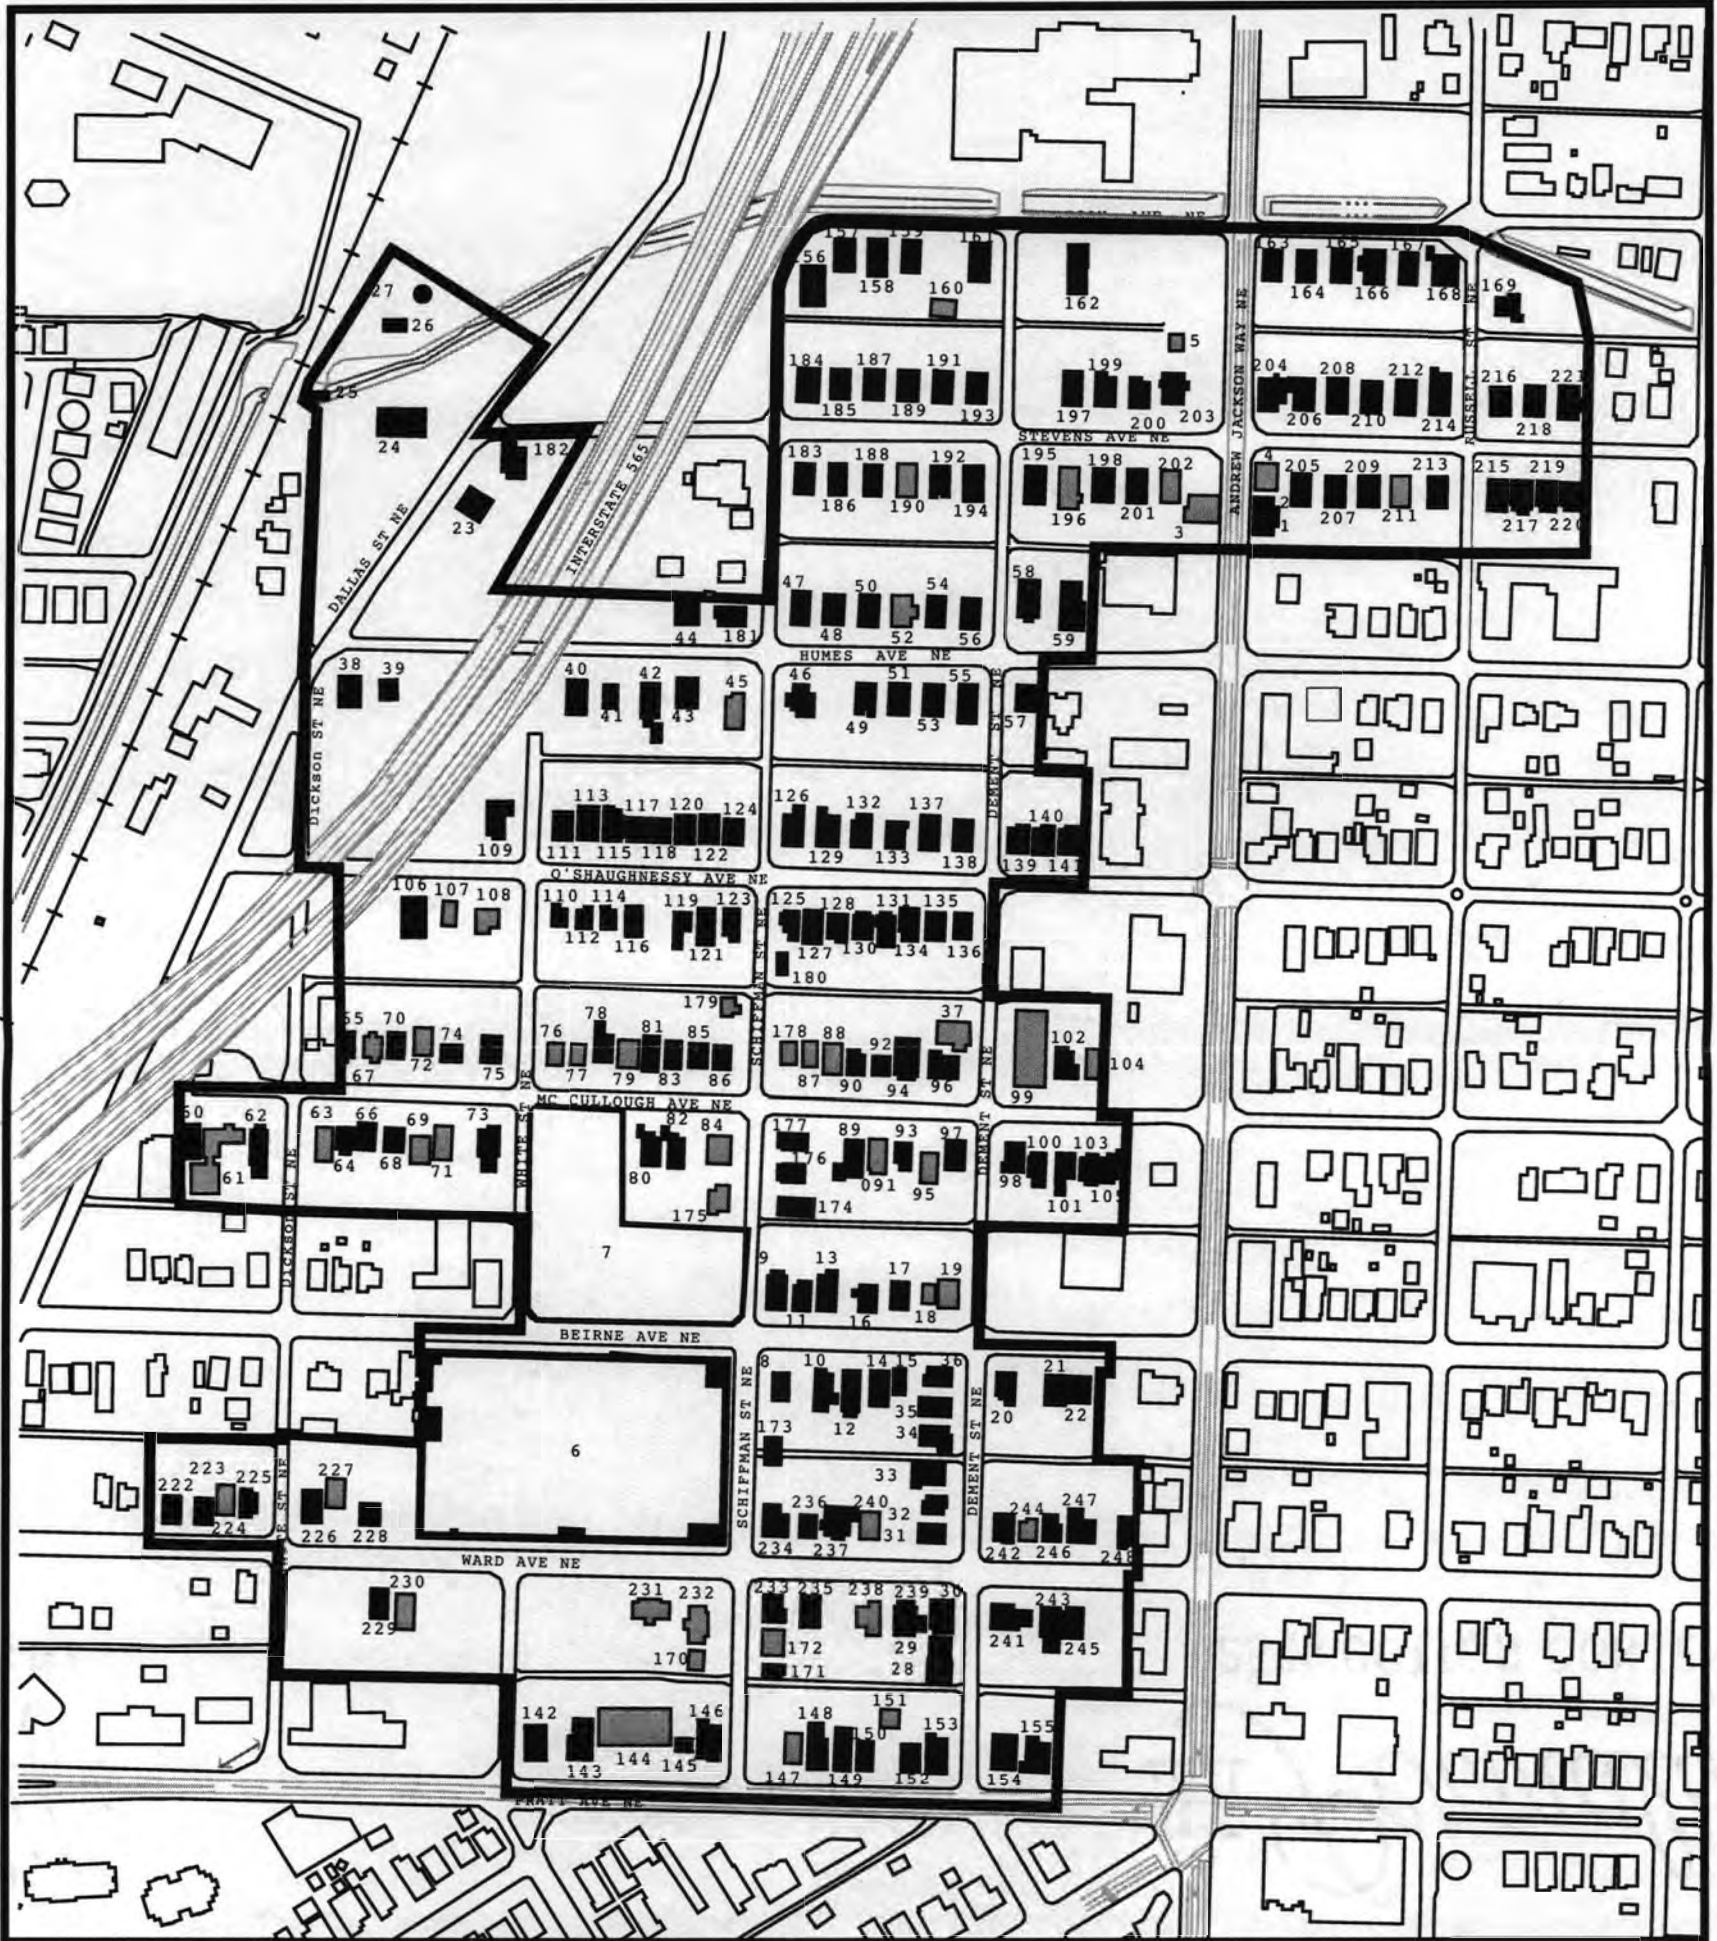 157 159 161
156 158 160 162
163 165 167
164 166 168 169
27 26
25 24
5
184 187 191 199
185 189 193 197 200 203
204 208 212 216 221
206 210 214 218
STEVENS AVE NE
182
183 188 192 195 198 202
186 190 194 196 201 3
4 205 209 213 215 219
2 1 207 211 217 220
ANDREW JACKSON WAY NE
RUSSELL ST NE
INTERSTATE 565
DALLAS ST NE
23
47 50 54 58
44 181 48 52 56 59
HUMES AVE NE
38 39 40 42 45 46 51 55
41 43 49 53 57
Dickson ST NE
DEMENT ST NE
113 117 120 124 126 132 137 140
109 111 115 118 122 129 133 138 139 141
O'SHAUGHNESSY AVE NE
106 107 108 110 114 119 123 125 128 131 135
112 116 121 127 130 134 136
180
SCHIFFMAN ST NE
179 37
70 74 76 78 81 85 178 88 92 102
67 72 75 77 79 83 86 87 90 94 96 99 104
MC CULLOUGH AVE NE
WHITE ST NE
DEMENT ST NE
62 63 66 69 73 82 84 177 89 93 97 100 103
61 64 68 71 80 176 091 95 98 101
175 174
DICKSON ST NE
7
9 13 17 19
11 16 18
BEIRNE AVE NE
8 10 14 15 36 21
12 35 34 20 22
6
173
SCHIFFMAN ST NE
DEMENT ST NE
33
222 223 225 227 236 240 32 244 247
224 226 228 234 237 31 242 246 248
WARD AVE NE
230 231 232 233 235 238 239 30 243
229 170 172 171 29 28 241 245
142 146 148 151 153 155
143 144 145 147 149 150 152 154
PRATT AVE NE